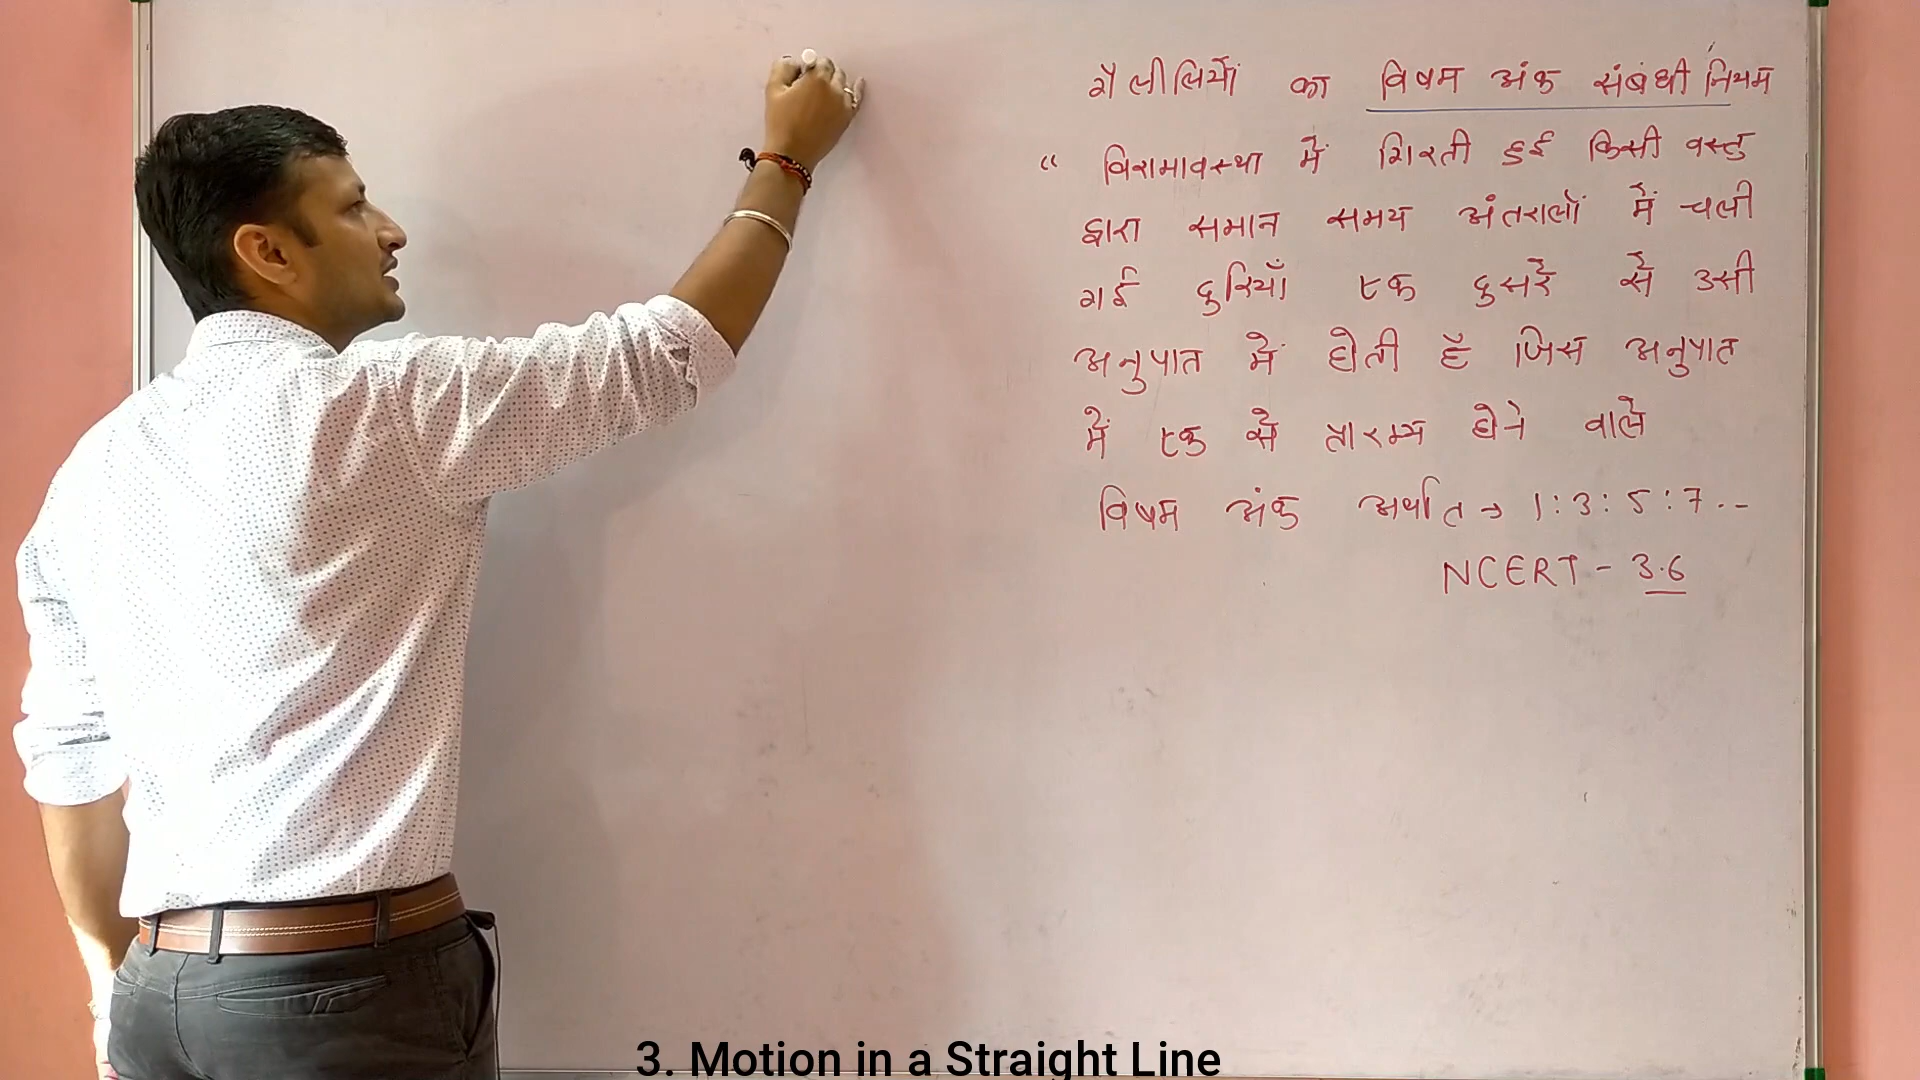 गैलीलियों का विषम अंक संबंधी नियम
“ विरामावस्था में गिरती हुई किसी वस्तु
द्वारा समान समय अंतरालों में चली
गई दुरियाँ एक दुसरे से उसी
अनुपात में होती हैं जिस अनुपात
में एक से प्रारम्भ होने वाले
विषम अंक अर्थात → 1:3:5:7..
NCERT - 3.6
3. Motion in a Straight Line